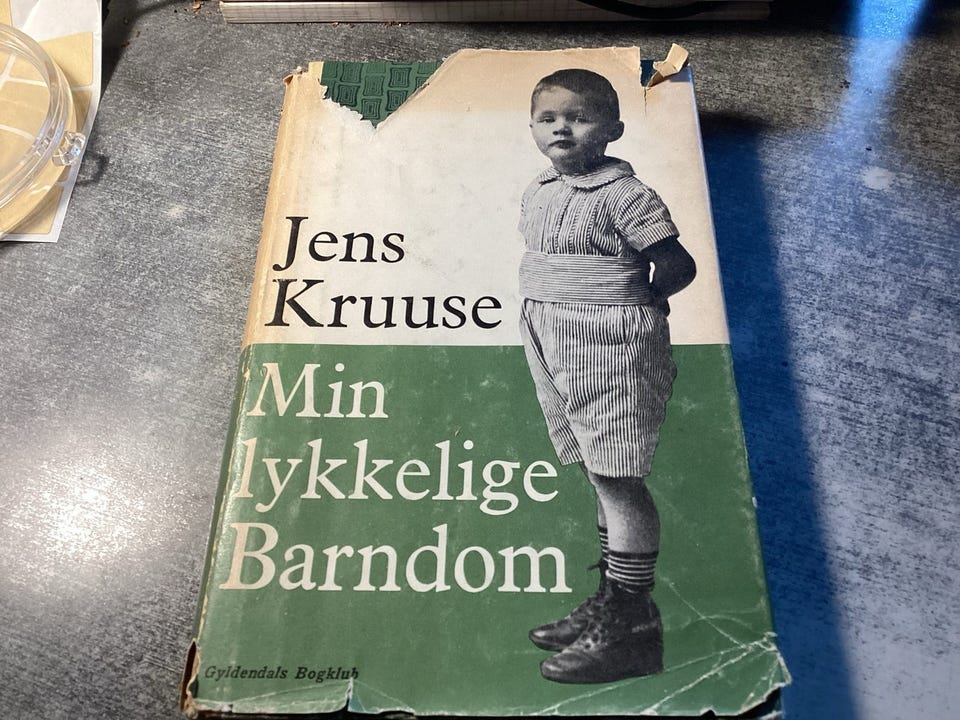 Jens
Kruuse
Min
lykkelige
Barndom
Gyldendals Bogklub